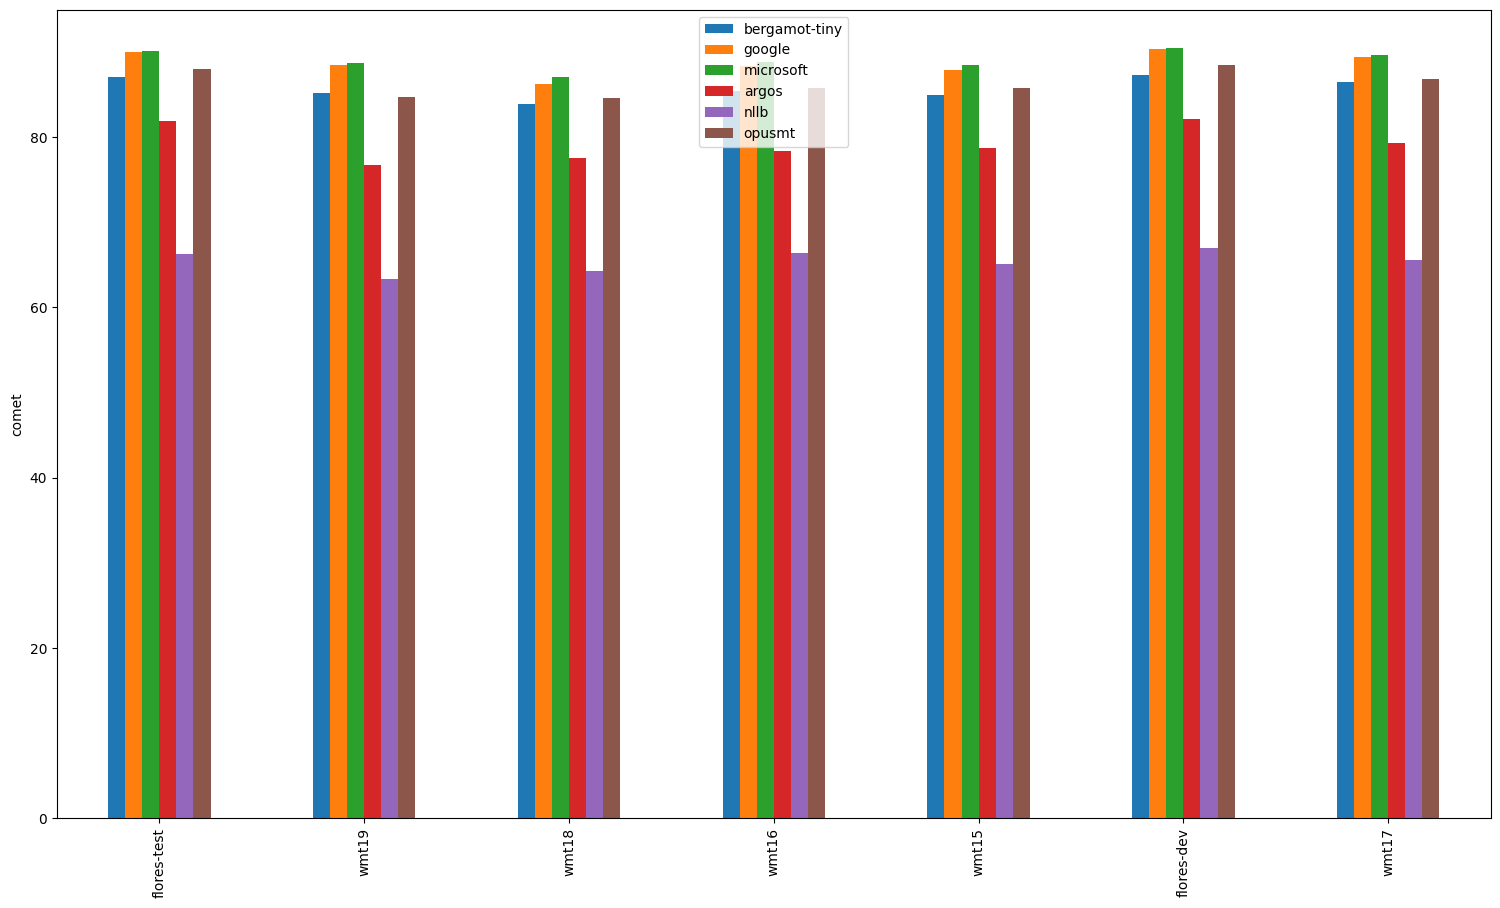 bergamot-tiny
google
microsoft
argos
nllb
opusmt
80
60
40
20
0
comet
flores-test
wmt19
wmt18
wmt16
wmt15
flores-dev
wmt17